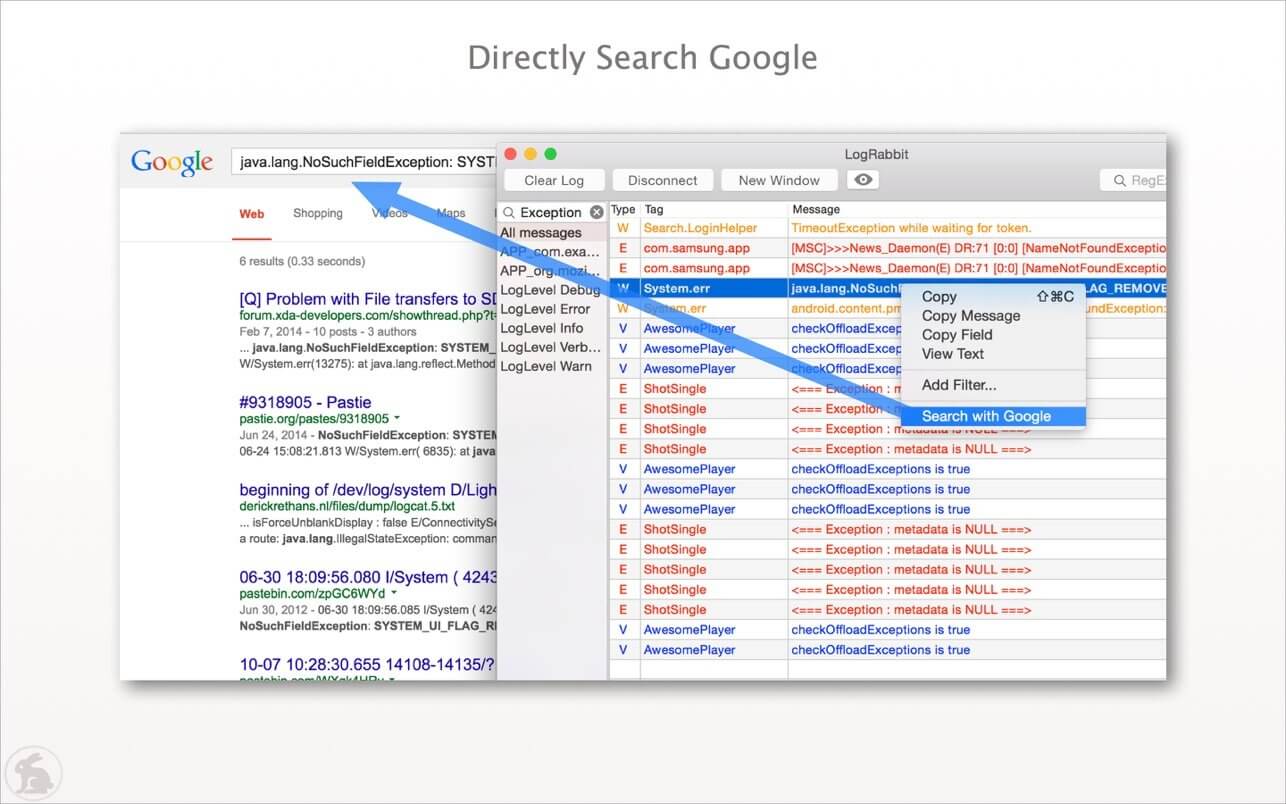 Directly Search Google
Google
java.lang.NoSuchFieldException: SYSTI
Web Shopping Videos Maps
6 results (0.33 seconds)
[Q] Problem with File transfers to SD
forum.xda-developers.com/showthread.php?t=
Feb 7, 2014 - 10 posts - 3 authors
... java.lang.NoSuchFieldException: SYSTEM_
W/System.err(13275): at java.lang.reflect.Method
#9318905 - Pastie
pastie.org/pastes/9318905
Jun 24, 2014 - NoSuchFieldException: SYSTEM
06-24 15:08:21.813 W/System.err( 6835): at java
beginning of /dev/log/system D/Ligh
derickrethans.nl/files/dump/logcat.5.txt
... isForceUnblankDisplay : false E/ConnectivitySe
a route: java.lang.IllegalStateException: comman
06-30 18:09:56.080 I/System ( 4243
pastebin.com/zpGC6WYd
Jun 30, 2012 - 06-30 18:09:56.085 I/System ( 424
NoSuchFieldException: SYSTEM_UI_FLAG_R
10-07 10:28:30.655 14108-14135/?
LogRabbit
Clear Log Disconnect New Window RegEx
Exception
All messages
APP_com.exa...
APP_org.mozi...
LogLevel Debug
LogLevel Error
LogLevel Info
LogLevel Verb...
LogLevel Warn
Type Tag Message
W Search.LoginHelper TimeoutException while waiting for token.
E com.samsung.app [MSC]>>>News_Daemon(E) DR:71 [0:0] [NameNotFoundExceptio
E com.samsung.app [MSC]>>>News_Daemon(E) DR:71 [0:0] [NameNotFoundExceptio
W System.err java.lang.NoSuchF LAG_REMOVE
W System.err android.content.pm oundException:
V AwesomePlayer checkOffloadExce
V AwesomePlayer checkOffloadExce
V AwesomePlayer checkOffloadExce
E ShotSingle <=== Exception : m
E ShotSingle <=== Exception : m
E ShotSingle <=== Exception : metadata is NULL ===>
E ShotSingle <=== Exception : metadata is NULL ===>
V AwesomePlayer checkOffloadExceptions is true
V AwesomePlayer checkOffloadExceptions is true
V AwesomePlayer checkOffloadExceptions is true
E ShotSingle <=== Exception : metadata is NULL ===>
E ShotSingle <=== Exception : metadata is NULL ===>
E ShotSingle <=== Exception : metadata is NULL ===>
E ShotSingle <=== Exception : metadata is NULL ===>
E ShotSingle <=== Exception : metadata is NULL ===>
V AwesomePlayer checkOffloadExceptions is true
V AwesomePlayer checkOffloadExceptions is true
Copy ⇧⌘C
Copy Message
Copy Field
View Text
Add Filter...
Search with Google